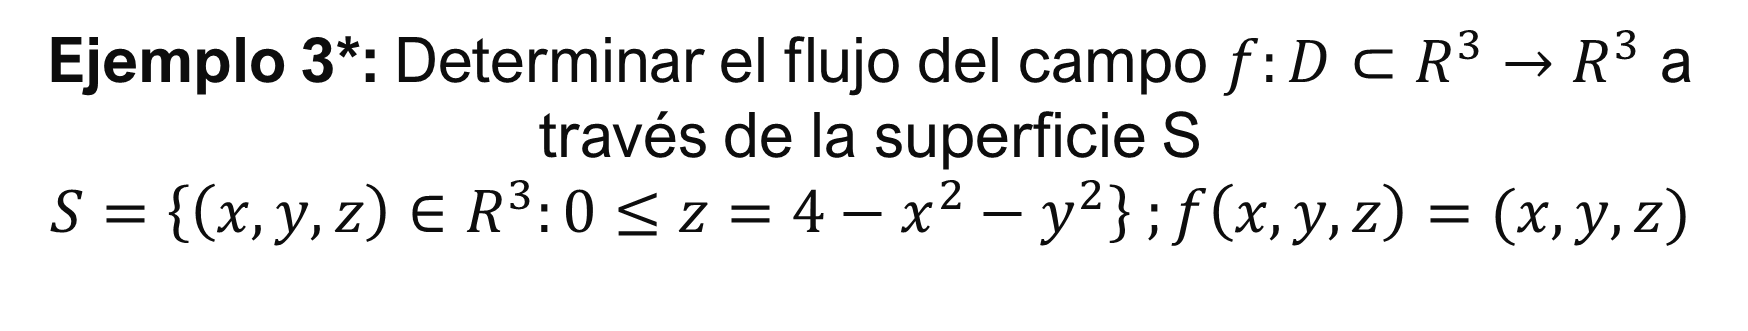 Ejemplo 3*: Determinar el flujo del campo 𝑓: 𝐷 ⊂ 𝑅³ → 𝑅³ a
través de la superficie S
𝑆 = {(𝑥, 𝑦, 𝑧) ∈ 𝑅³: 0 ≤ 𝑧 = 4 − 𝑥² − 𝑦²} ; 𝑓(𝑥, 𝑦, 𝑧) = (𝑥, 𝑦, 𝑧)